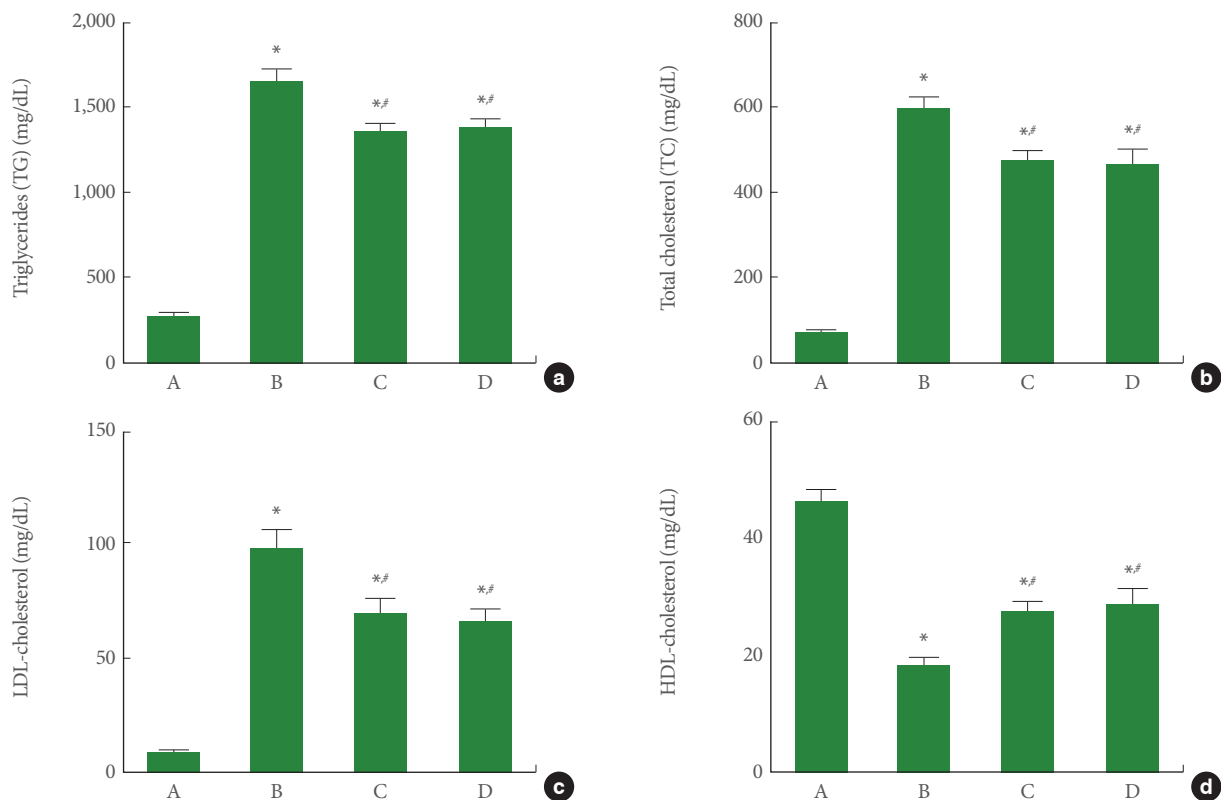 Triglycerides (TG) (mg/dL)
2,000
1,500
1,000
500
0
*
*,#
*,#
A B C D
a
Total cholesterol (TC) (mg/dL)
800
600
400
200
0
*
*,#
*,#
A B C D
b
LDL-cholesterol (mg/dL)
150
100
50
0
*
*,#
*,#
A B C D
c
HDL-cholesterol (mg/dL)
60
40
20
0
*
*,#
*,#
A B C D
d